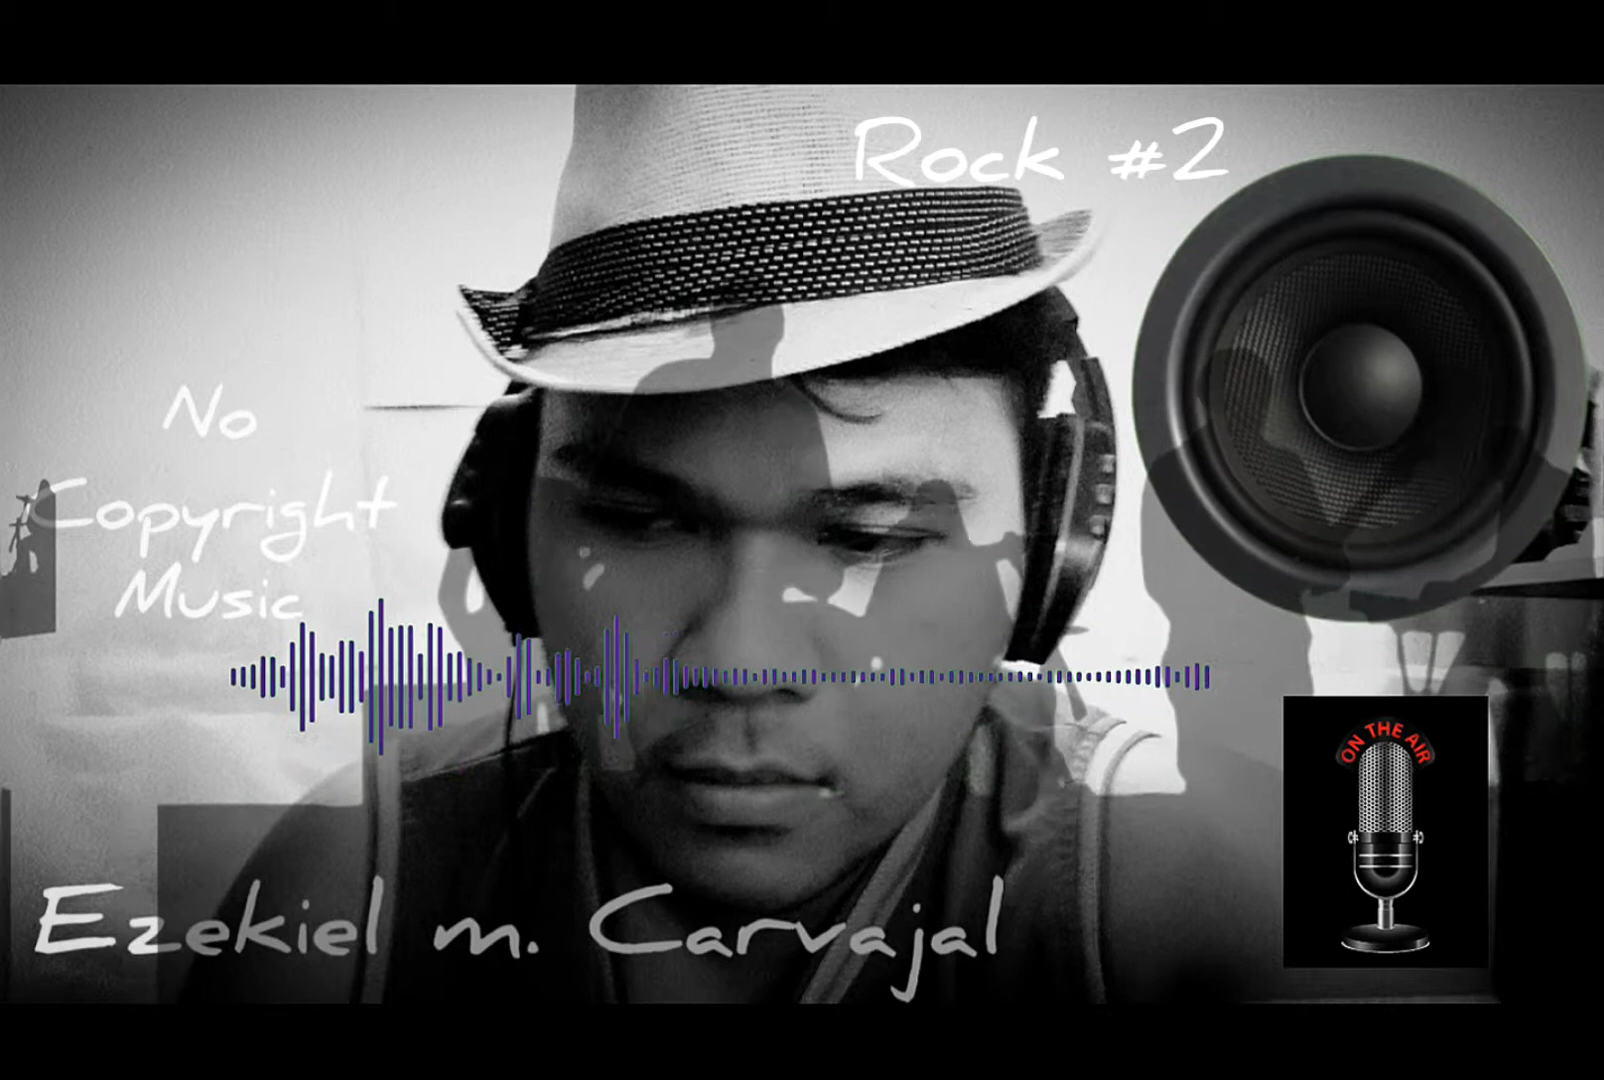 Rock #2
No
Copyright
Music
ON THE AIR
Ezekiel m. Carvajal